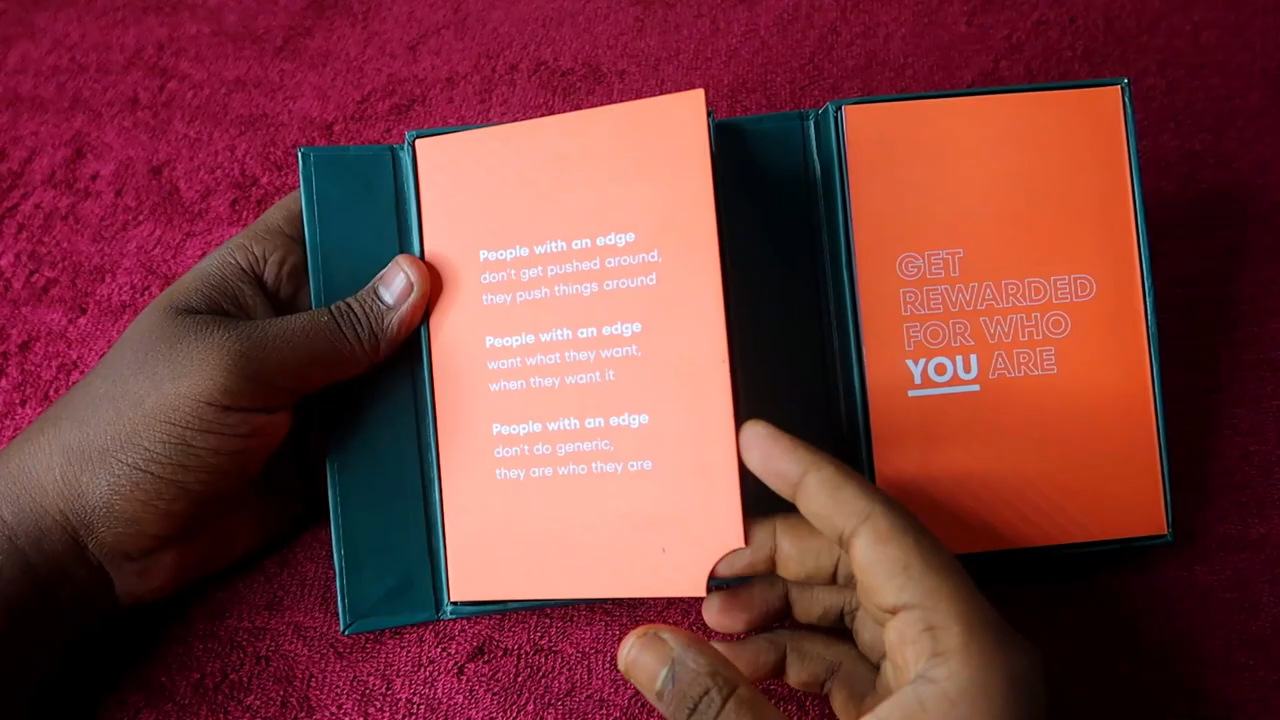 People with an edge
don't get pushed around,
they push things around
People with an edge
want what they want,
when they want it
People with an edge
don't do generic,
they are who they are
GET
REWARDED
FOR WHO
YOU ARE